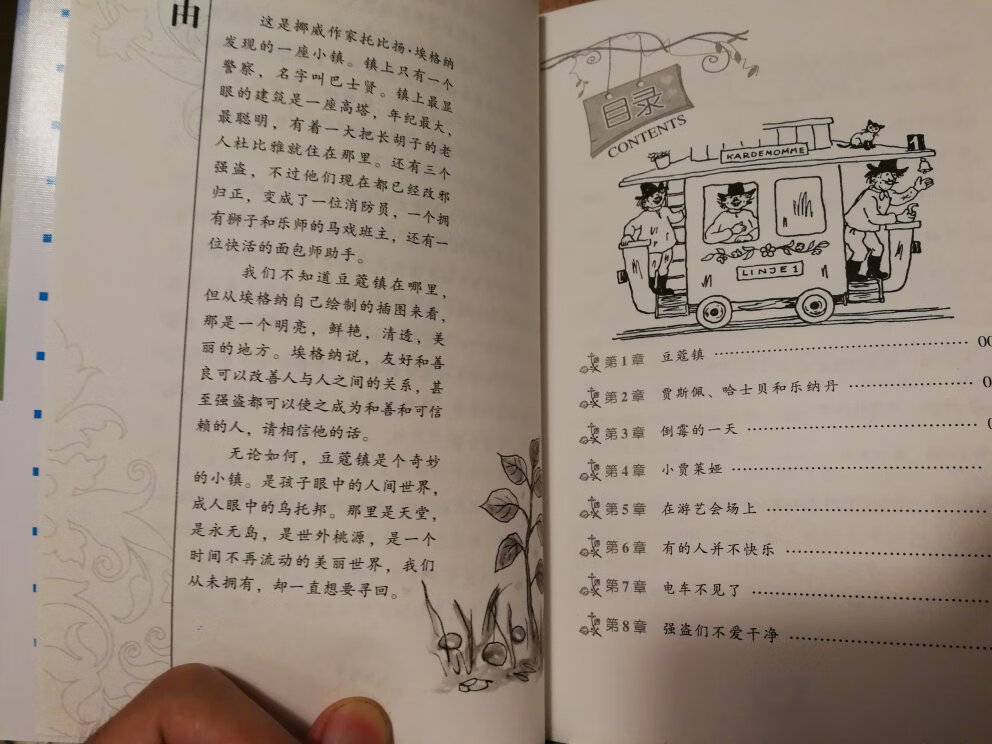 由
这是挪威作家托比扬·埃格纳
发现的一座小镇。镇上只有一个
警察，名字叫巴士贤。镇上最显
眼的建筑是一座高塔，年纪最大，
最聪明，有着一大把长胡子的老
人杜比雅就住在那里。还有三个
强盗，不过他们现在都已经改邪
归正，变成了一位消防员，一个拥
有狮子和乐师的马戏班主，还有一
位快活的面包师助手。
我们不知道豆蔻镇在哪里，
但从埃格纳自己绘制的插图来看，
那是一个明亮，鲜艳，清透，美
丽的地方。埃格纳说，友好和善
良可以改善人与人之间的关系，甚
至强盗都可以使之成为和善和可信
赖的人，请相信他的话。
无论如何，豆蔻镇是个奇妙
的小镇。是孩子眼中的人间世界，
成人眼中的乌托邦。那里是天堂，
是永无岛，是世外桃源，是一个
时间不再流动的美丽世界，我们
从未拥有，却一直想要寻回。
目录
CONTENTS
KARDEMOMME
1
LINJE 1
第1章 豆蔻镇 00
第2章 贾斯佩、哈士贝和乐纳丹 0
第3章 倒霉的一天 0
第4章 小贾莱娅
第5章 在游艺会场上
第6章 有的人并不快乐
第7章 电车不见了
第8章 强盗们不爱干净